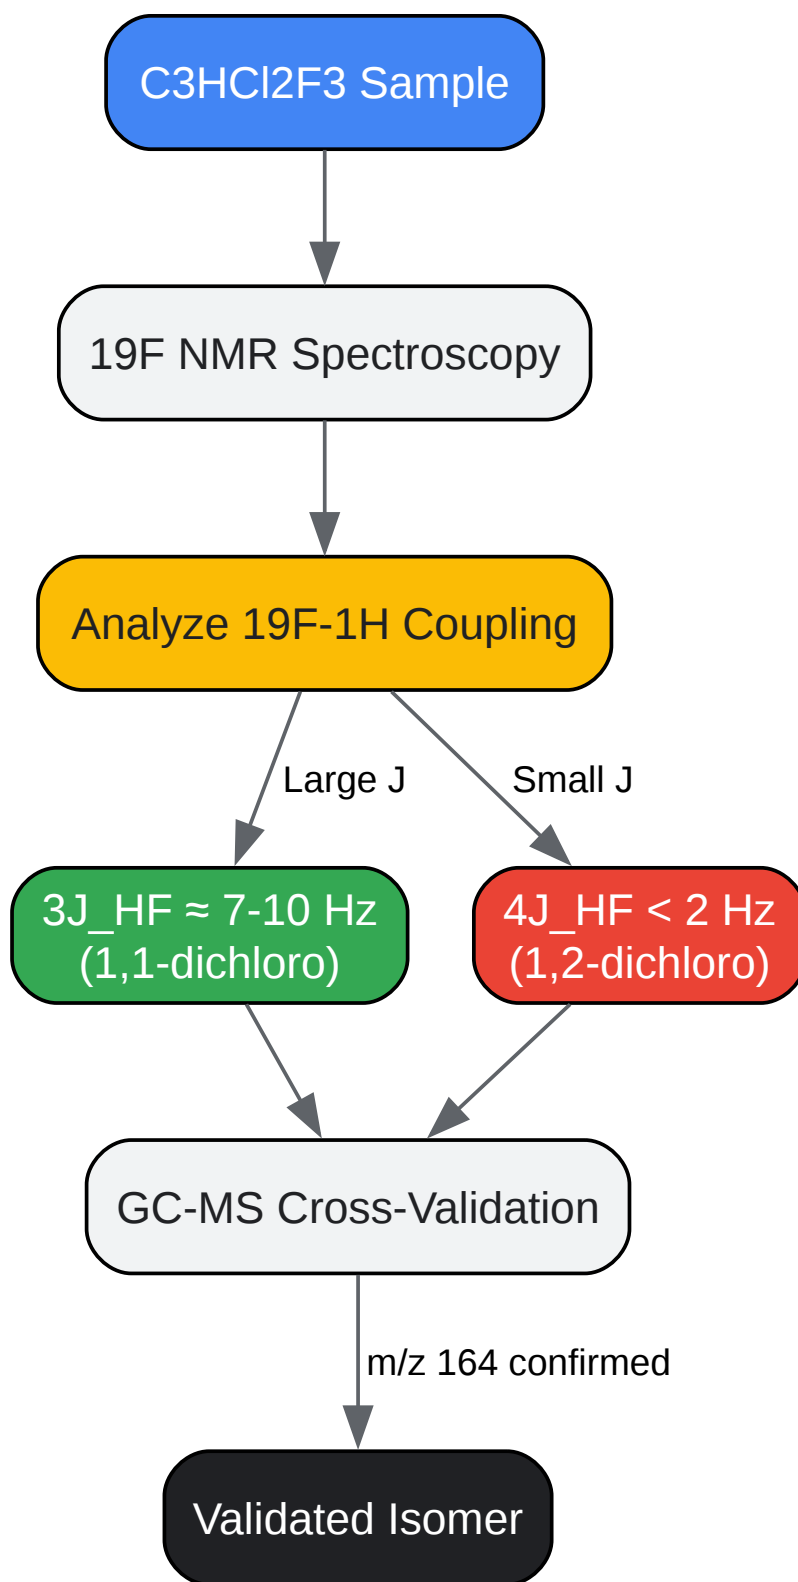 C3HCl2F3 Sample
19F NMR Spectroscopy
Analyze 19F-1H Coupling
Large J
Small J
3J_HF ≈ 7-10 Hz
(1,1-dichloro)
4J_HF < 2 Hz
(1,2-dichloro)
GC-MS Cross-Validation
m/z 164 confirmed
Validated Isomer